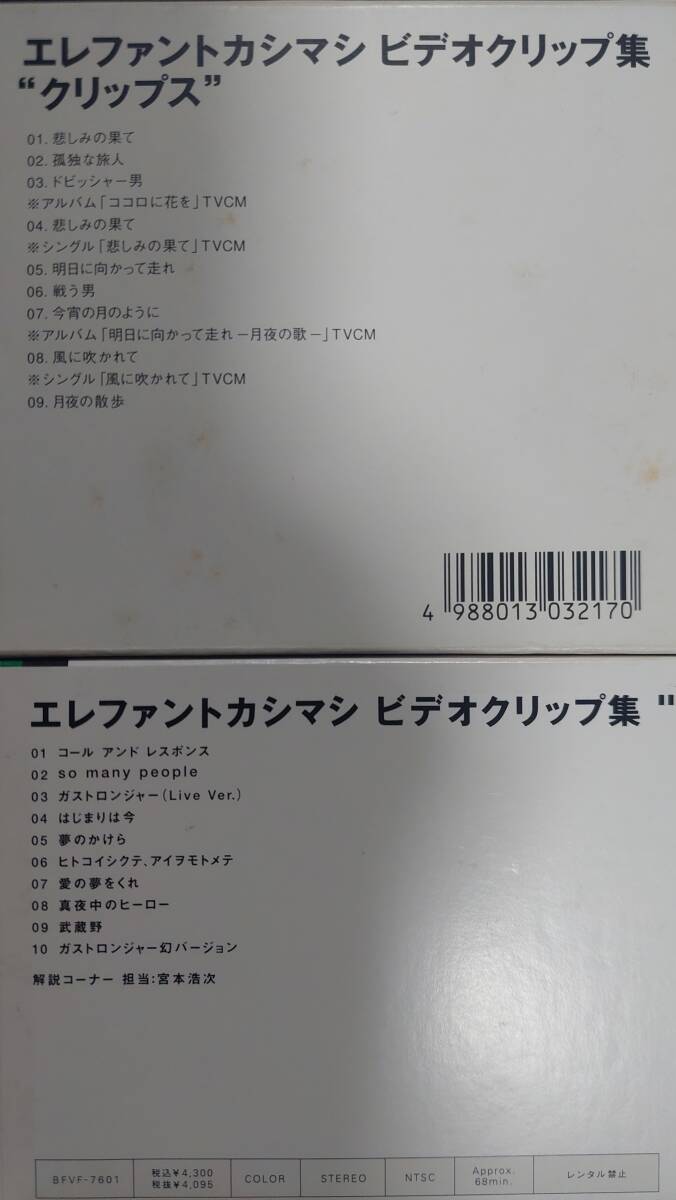 エレファントカシマシ ビデオクリップ集
“クリップス”
01. 悲しみの果て
02. 孤独な旅人
03. ドビッシャー男
※アルバム「ココロに花を」TVCM
04. 悲しみの果て
※シングル「悲しみの果て」TVCM
05. 明日に向かって走れ
06. 戦う男
07. 今宵の月のように
※アルバム「明日に向かって走れ－月夜の歌－」TVCM
08. 風に吹かれて
※シングル「風に吹かれて」TVCM
09. 月夜の散歩
4 988013 032170
エレファントカシマシ ビデオクリップ集 "
01 コール アンド レスポンス
02 so many people
03 ガストロンジャー(Live Ver.)
04 はじまりは今
05 夢のかけら
06 ヒトコイシクテ、アイヲモトメテ
07 愛の夢をくれ
08 真夜中のヒーロー
09 武蔵野
10 ガストロンジャー幻バージョン
解説コーナー 担当:宮本浩次
BFVF-7601 税込¥4,300 税抜¥4,095 COLOR STEREO NTSC Approx. 68min. レンタル禁止